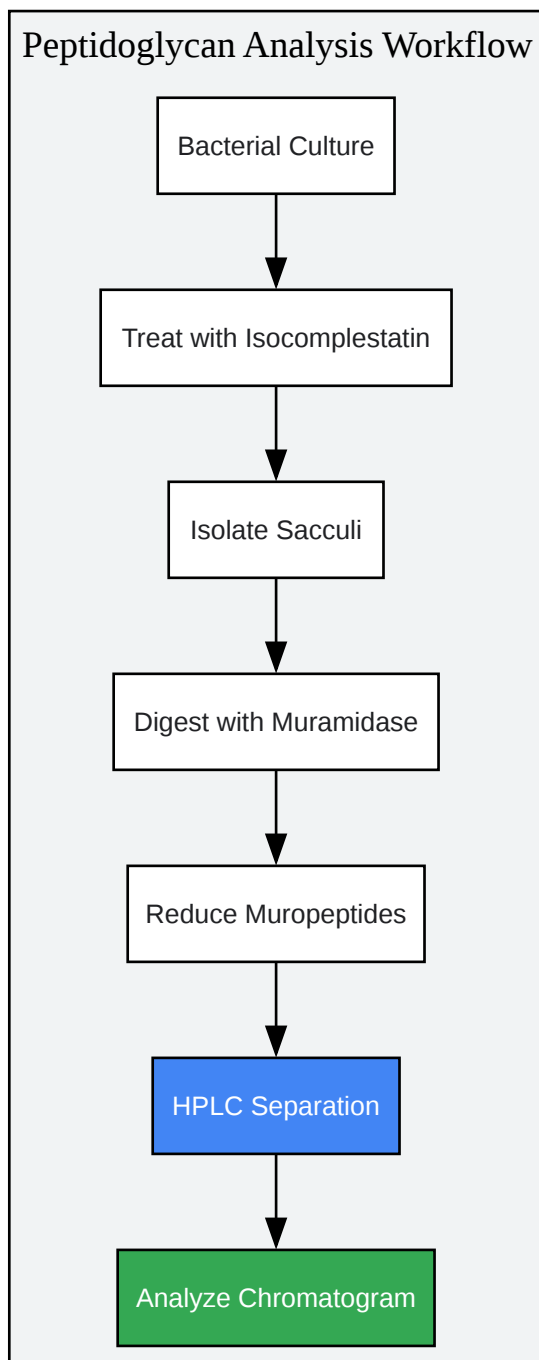 Peptidoglycan Analysis Workflow
Bacterial Culture
Treat with Isocomplestatin
Isolate Sacculi
Digest with Muramidase
Reduce Muropeptides
HPLC Separation
Analyze Chromatogram